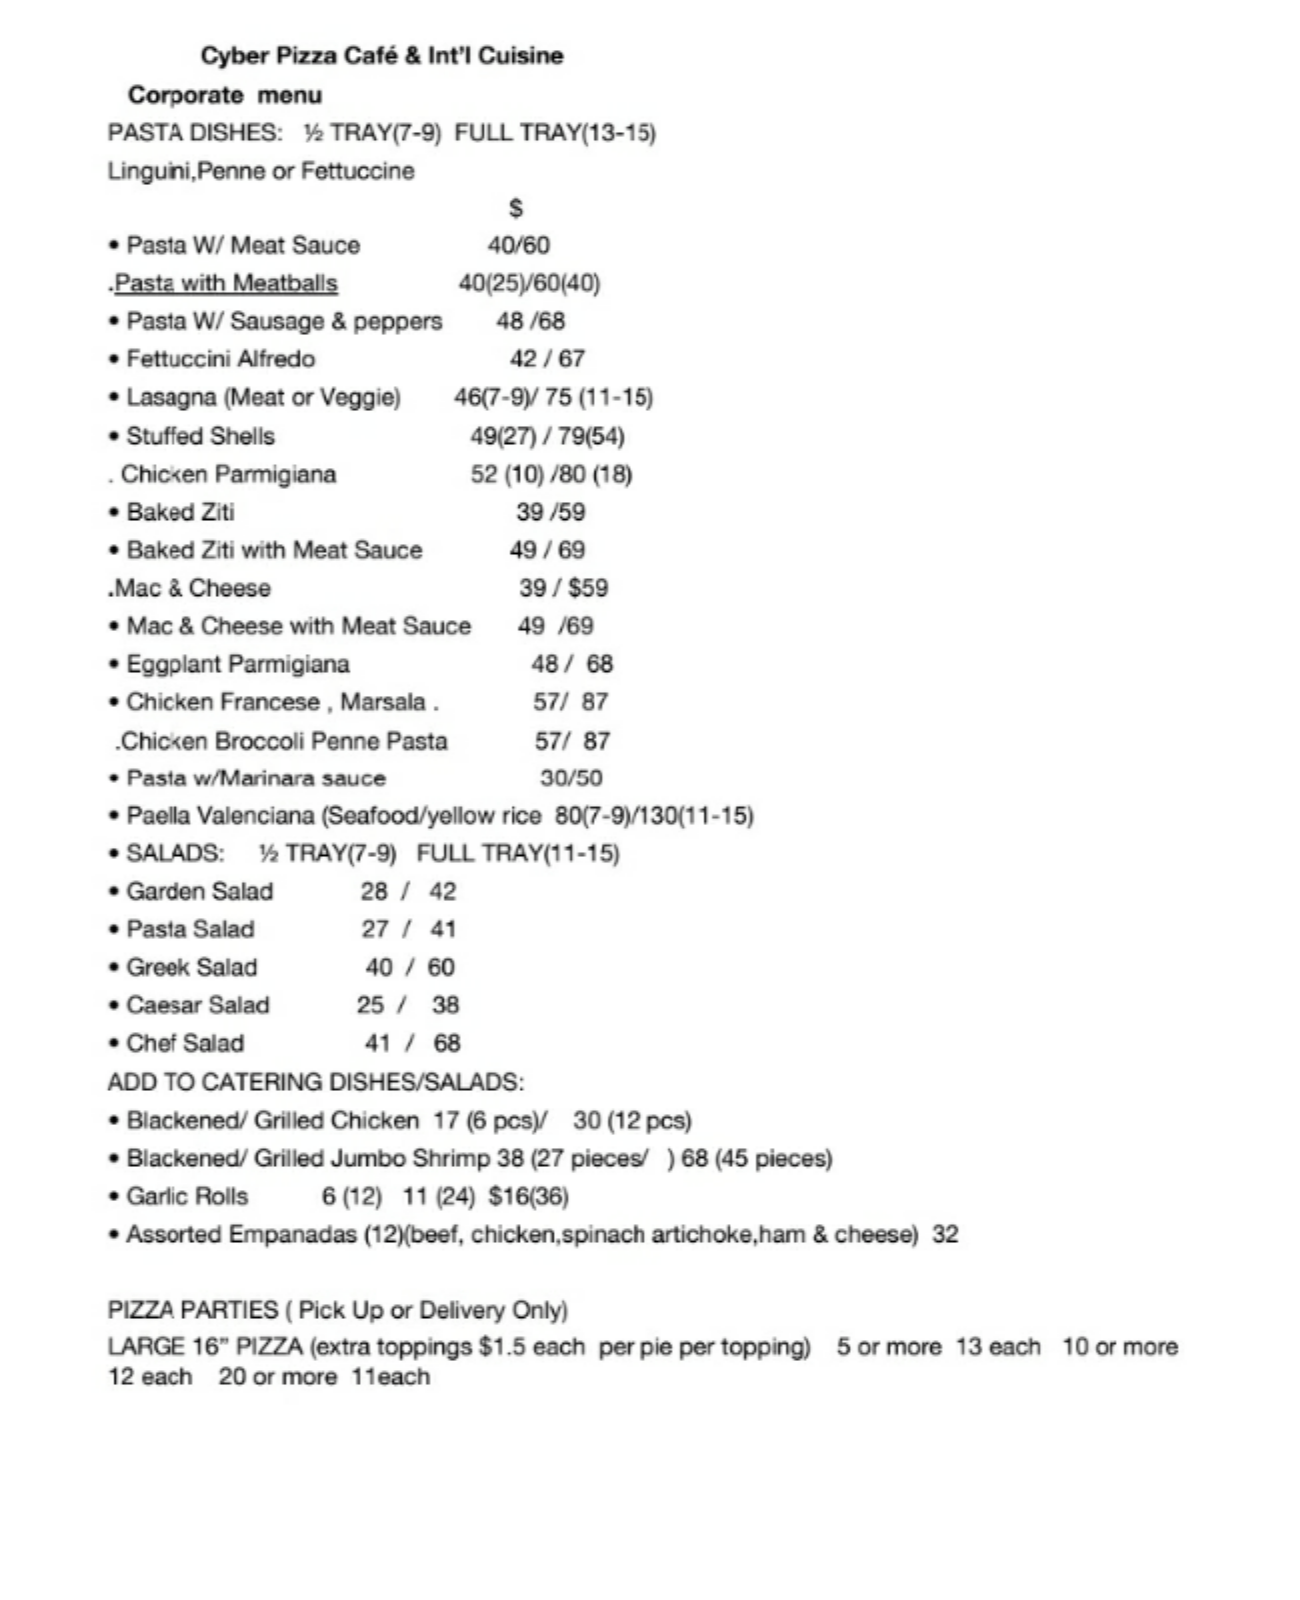 Cyber Pizza Café & Int'l Cuisine
Corporate menu
PASTA DISHES: ½ TRAY(7-9) FULL TRAY(13-15)
Linguini,Penne or Fettuccine
$
• Pasta W/ Meat Sauce 40/60
.Pasta with Meatballs 40(25)/60(40)
• Pasta W/ Sausage & peppers 48 /68
• Fettuccini Alfredo 42 / 67
• Lasagna (Meat or Veggie) 46(7-9)/ 75 (11-15)
• Stuffed Shells 49(27) / 79(54)
. Chicken Parmigiana 52 (10) /80 (18)
• Baked Ziti 39 /59
• Baked Ziti with Meat Sauce 49 / 69
.Mac & Cheese 39 / $59
• Mac & Cheese with Meat Sauce 49 /69
• Eggplant Parmigiana 48 / 68
• Chicken Francese , Marsala . 57/ 87
.Chicken Broccoli Penne Pasta 57/ 87
• Pasta w/Marinara sauce 30/50
• Paella Valenciana (Seafood/yellow rice 80(7-9)/130(11-15)
• SALADS: ½ TRAY(7-9) FULL TRAY(11-15)
• Garden Salad 28 / 42
• Pasta Salad 27 / 41
• Greek Salad 40 / 60
• Caesar Salad 25 / 38
• Chef Salad 41 / 68
ADD TO CATERING DISHES/SALADS:
• Blackened/ Grilled Chicken 17 (6 pcs)/ 30 (12 pcs)
• Blackened/ Grilled Jumbo Shrimp 38 (27 pieces/ ) 68 (45 pieces)
• Garlic Rolls 6 (12) 11 (24) $16(36)
• Assorted Empanadas (12)(beef, chicken,spinach artichoke,ham & cheese) 32
PIZZA PARTIES ( Pick Up or Delivery Only)
LARGE 16” PIZZA (extra toppings $1.5 each per pie per topping) 5 or more 13 each 10 or more
12 each 20 or more 11each